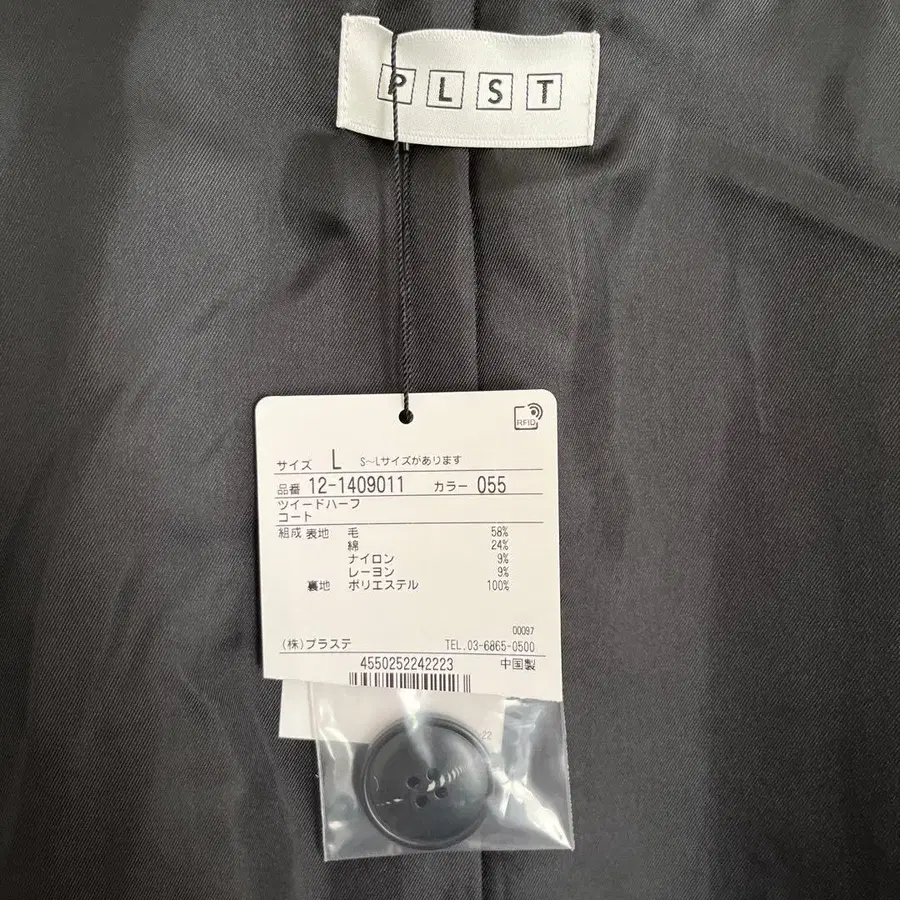 PLST
RFID
サイズ L S～Lサイズがあります
品番 12-1409011 カラー 055
ツイードハーフ
コート
組成 表地 毛 58%
綿 24%
ナイロン 9%
レーヨン 9%
裏地 ポリエステル 100%
00097
(株)プラステ TEL.03-6865-0500
4550252242223 中国製
-22